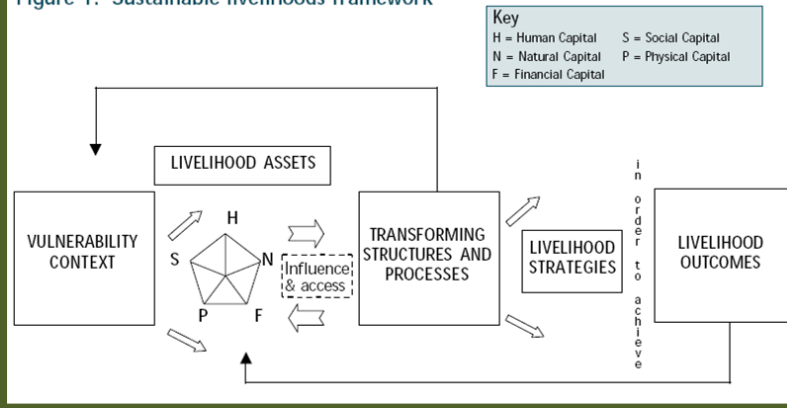 Figure 1: Sustainable livelihoods framework
Key
H = Human Capital S = Social Capital
N = Natural Capital P = Physical Capital
F = Financial Capital
LIVELIHOOD ASSETS
VULNERABILITY
CONTEXT
H
S
N
P
F
Influence
& access
TRANSFORMING
STRUCTURES AND
PROCESSES
LIVELIHOOD
STRATEGIES
in order to achieve
LIVELIHOOD
OUTCOMES